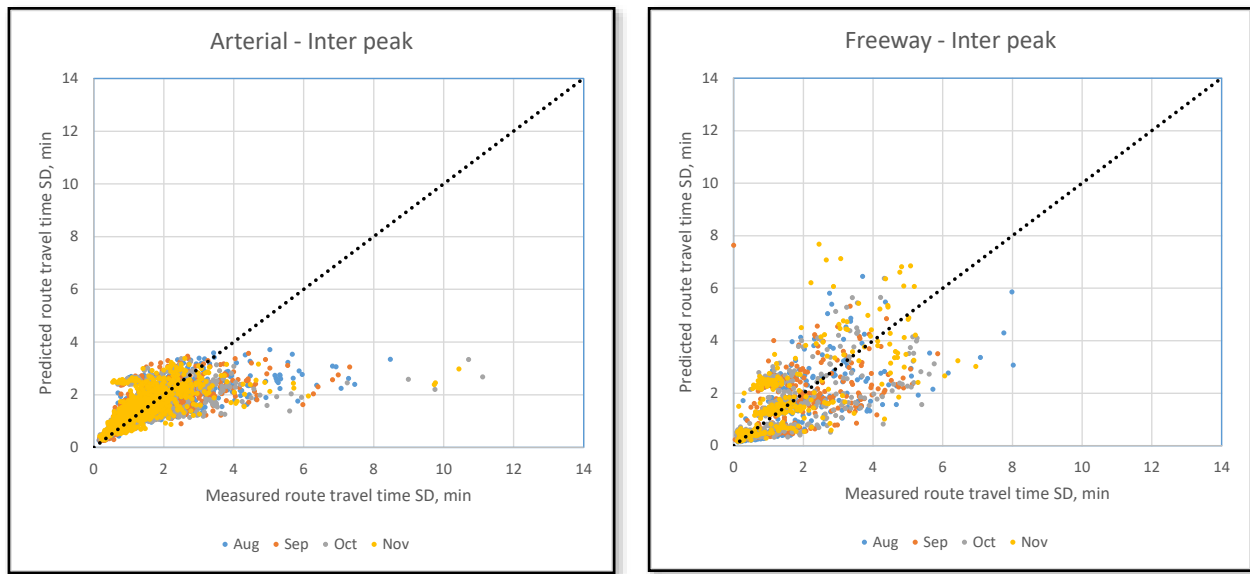 Arterial - Inter peak
Predicted route travel time SD, min
14
12
10
8
6
4
2
0
0 2 4 6 8 10 12 14
Measured route travel time SD, min
Aug Sep Oct Nov
Freeway - Inter peak
Predicted route travel time SD, min
14
12
10
8
6
4
2
0
0 2 4 6 8 10 12 14
Measured route travel time SD, min
Aug Sep Oct Nov